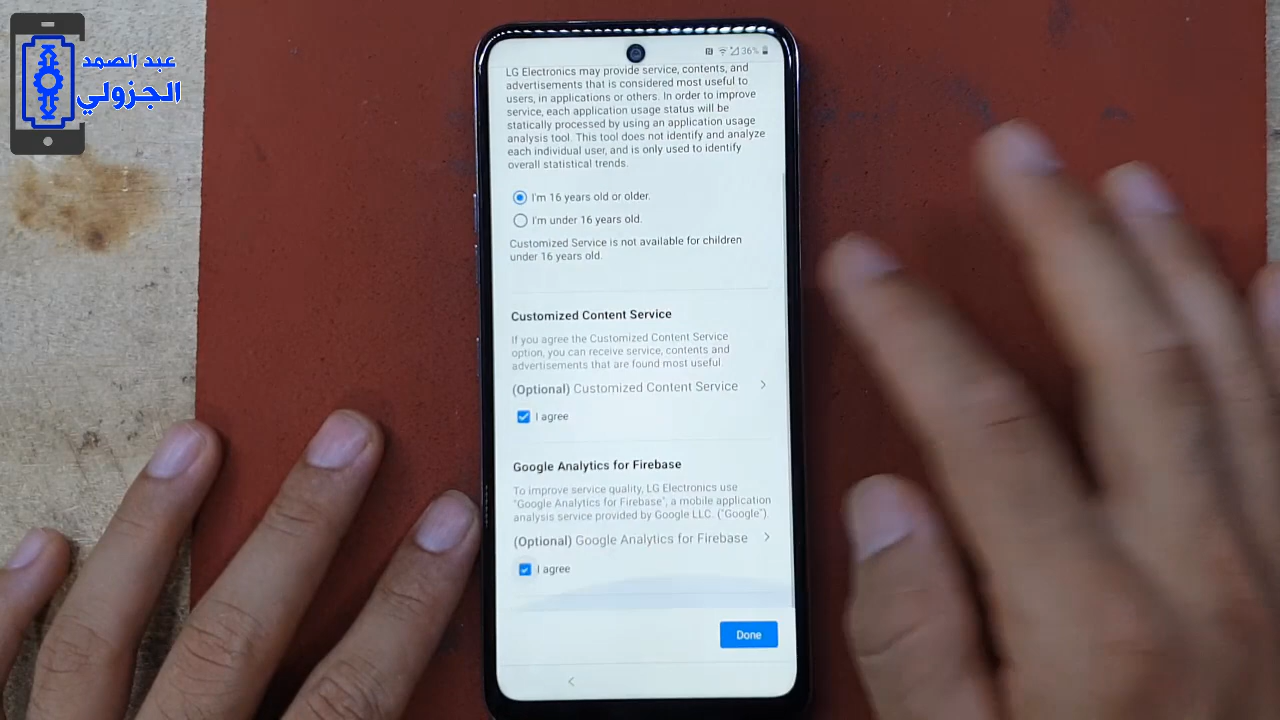 عبد الصمد
الجزولي
36%
LG Electronics may provide service, contents, and
advertisements that is considered most useful to
users, in applications or others. In order to improve
service, each application usage status will be
statically processed by using an application usage
analysis tool. This tool does not identify and analyze
each individual user, and is only used to identify
overall statistical trends.
I'm 16 years old or older.
I'm under 16 years old.
Customized Service is not available for children
under 16 years old.
Customized Content Service
If you agree the Customized Content Service
option, you can receive service, contents and
advertisements that are found most useful.
(Optional) Customized Content Service
I agree
Google Analytics for Firebase
To improve service quality, LG Electronics use
"Google Analytics for Firebase", a mobile application
analysis service provided by Google LLC. ("Google").
(Optional) Google Analytics for Firebase
I agree
Done